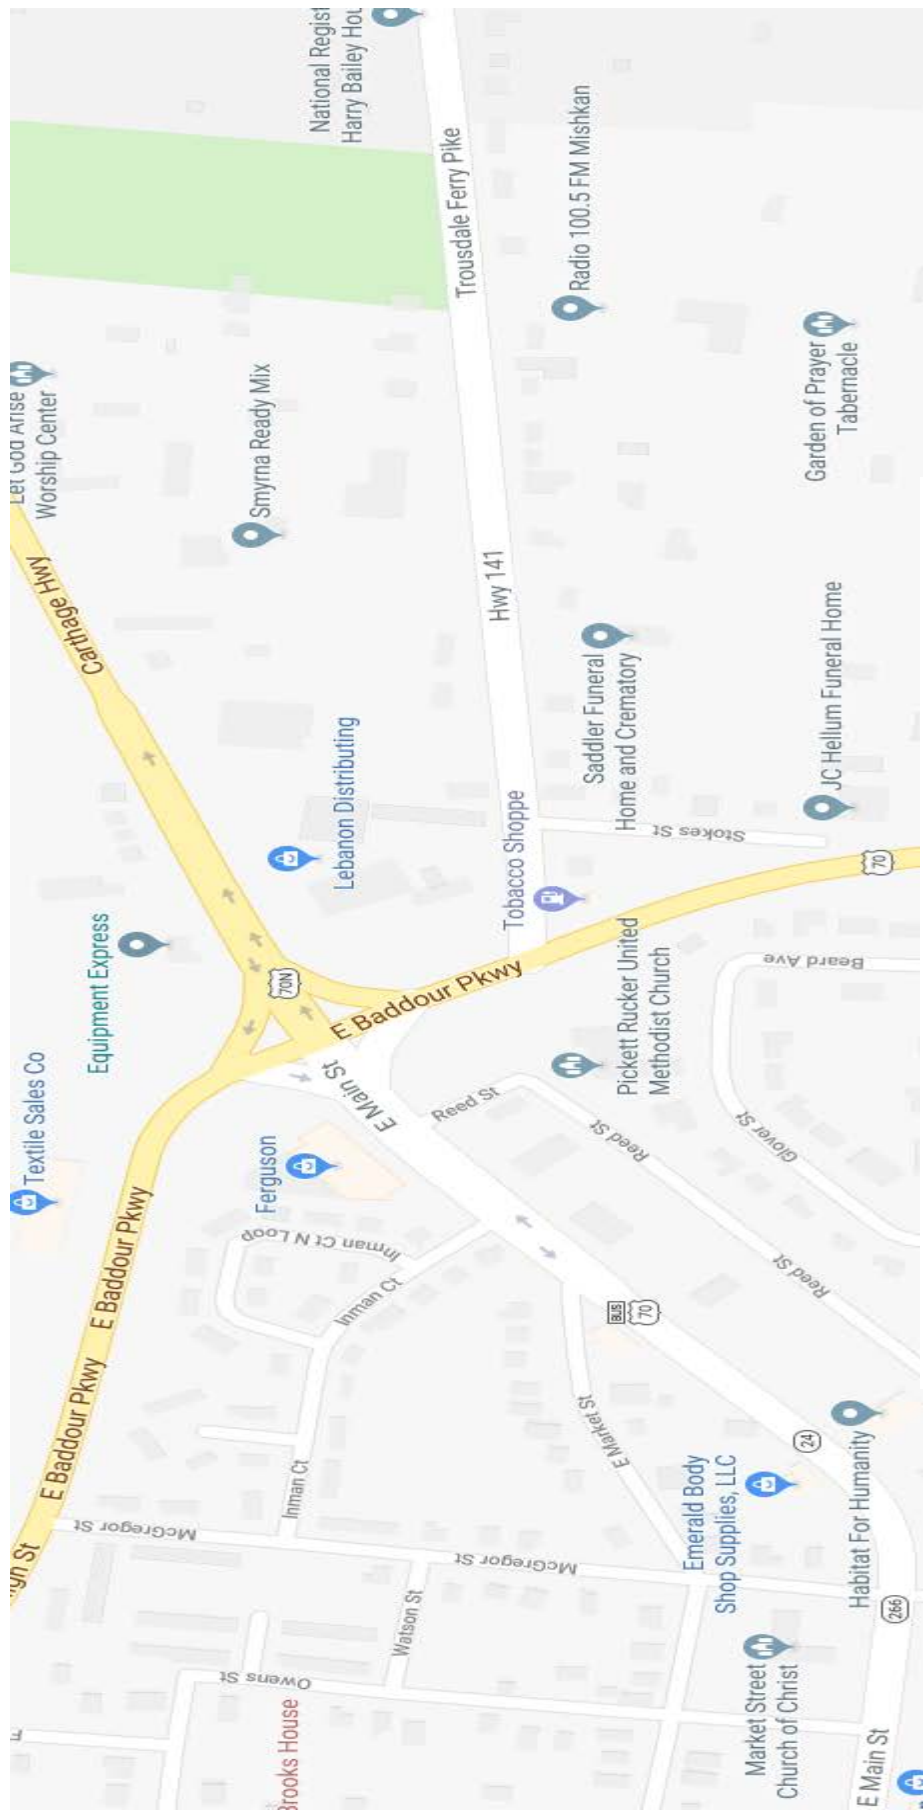 Textile Sales Co
Let God Arise
Worship Center
E Baddour Pkwy
E Baddour Pkwy
McGregor St
Equipment Express
Carthage Hwy
Owens St
Inman Ct N Loop
Ferguson
Smyrna Ready Mix
Brooks House
Inman Ct
Inman Ct
70N
E Main St
E Baddour Pkwy
Lebanon Distributing
National Regist
Harry Bailey Hou
Watson St
McGregor St
Reed St
Trousdale Ferry Pike
Hwy 141
Tobacco Shoppe
E Market St
Reed St
Pickett Rucker United
Methodist Church
Saddler Funeral
Home and Crematory
Radio 100.5 FM Mishkan
BUS
70
Stokes St
Emerald Body
Shop Supplies, LLC
Market Street
Church of Christ
Reed St
Glover St
Beard Ave
24
JC Hellum Funeral Home
Garden of Prayer
Tabernacle
Habitat For Humanity
E Main St
266
70